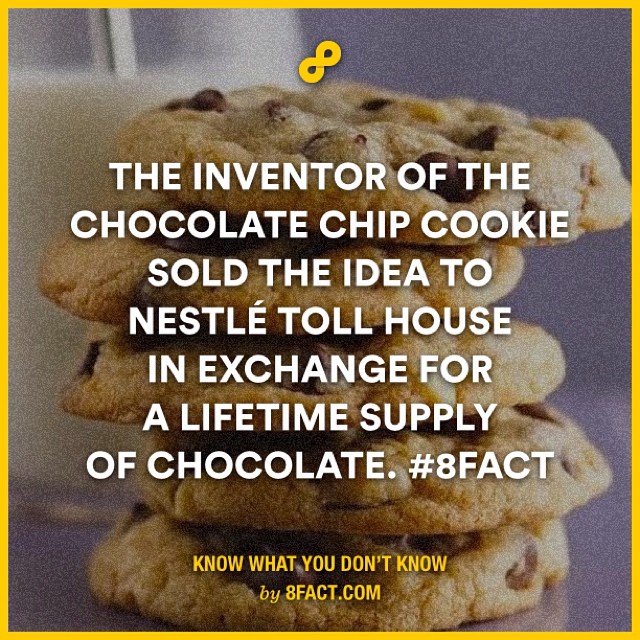 THE INVENTOR OF THE
CHOCOLATE CHIP COOKIE
SOLD THE IDEA TO
NESTLÉ TOLL HOUSE
IN EXCHANGE FOR
A LIFETIME SUPPLY
OF CHOCOLATE. #8FACT
KNOW WHAT YOU DON'T KNOW
by 8FACT.COM